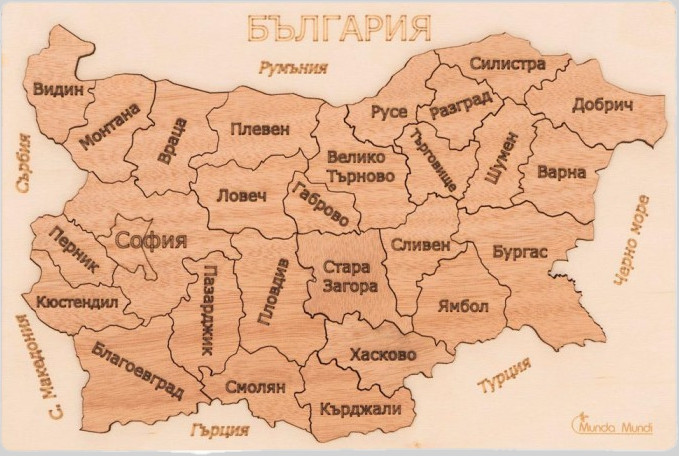 БЪЛГАРИЯ
Румъния
Сърбия
Видин
Монтана
Враца
Плевен
Русе
Силистра
Разград
Добрич
Велико
Търново
Търговище
Шумен
Варна
Ловеч
Габрово
София
Перник
Кюстендил
Пазарджик
Пловдив
Стара
Загора
Сливен
Бургас
Ямбол
Черно море
Благоевград
Смолян
Хасково
Кърджали
С. Македония
Гърция
Турция
Munda Mundi